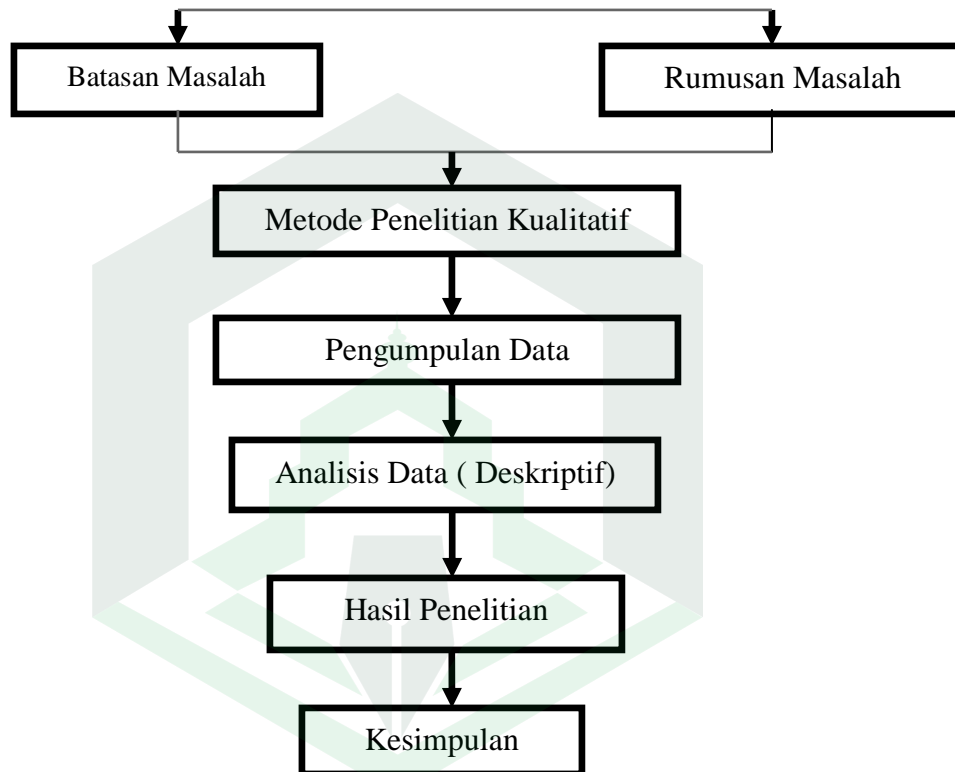 Batasan Masalah
Rumusan Masalah
Metode Penelitian Kualitatif
Pengumpulan Data
Analisis Data ( Deskriptif)
Hasil Penelitian
Kesimpulan